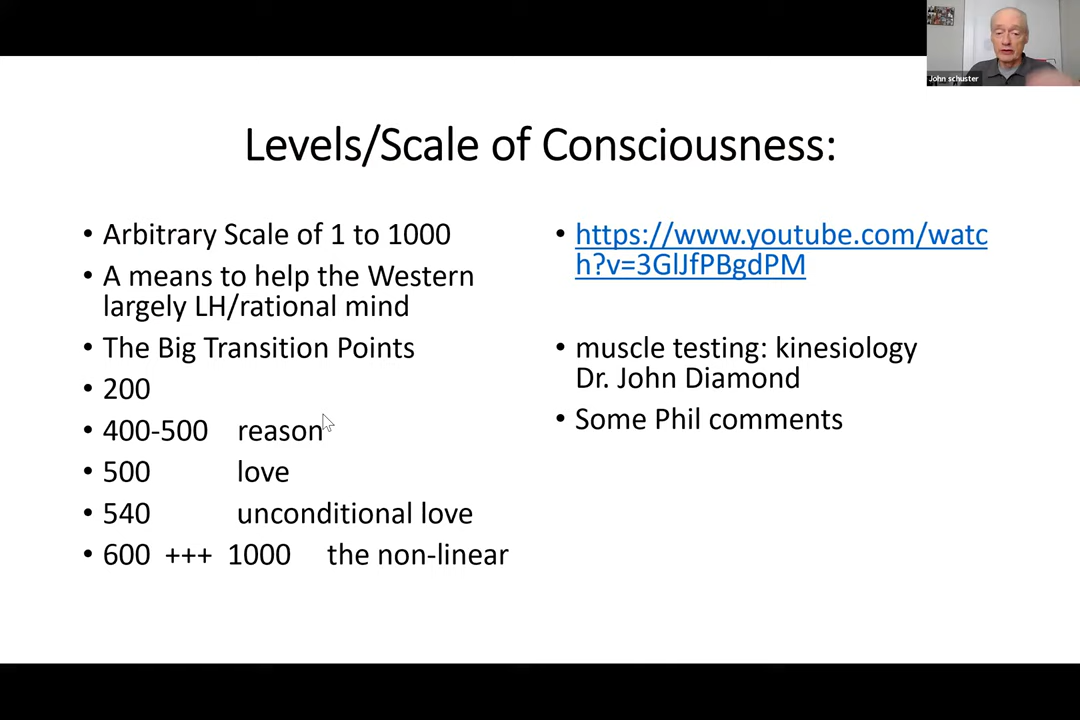 John schuster
Levels/Scale of Consciousness:
• Arbitrary Scale of 1 to 1000
• A means to help the Western
largely LH/rational mind
• The Big Transition Points
• 200
• 400-500 reason
• 500 love
• 540 unconditional love
• 600 +++ 1000 the non-linear
• https://www.youtube.com/watc
h?v=3GlJfPBgdPM
• muscle testing: kinesiology
Dr. John Diamond
• Some Phil comments